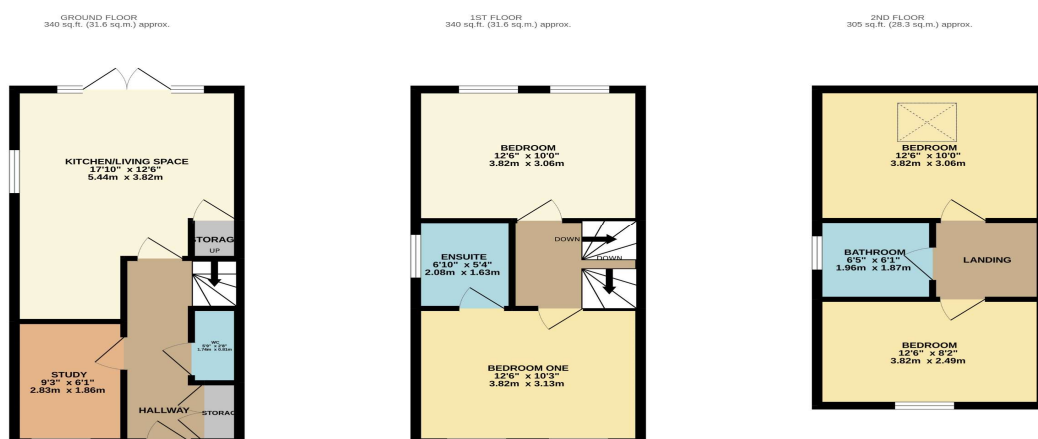 GROUND FLOOR
340 sq.ft. (31.6 sq.m.) approx.
KITCHEN/LIVING SPACE
17'10" x 12'6"
5.44m x 3.82m
STORAG
UP
WC
1.74m x 0.81m
STUDY
9'3" x 6'1"
2.83m x 1.86m
HALLWAY
STORAG
1ST FLOOR
340 sq.ft. (31.6 sq.m.) approx.
BEDROOM
12'6" x 10'0"
3.82m x 3.06m
DOWN
DOWN
ENSUITE
6'10" x 5'4"
2.08m x 1.63m
BEDROOM ONE
12'6" x 10'3"
3.82m x 3.13m
2ND FLOOR
305 sq.ft. (28.3 sq.m.) approx.
BEDROOM
12'6" x 10'0"
3.82m x 3.06m
BATHROOM
6'5" x 6'1"
1.96m x 1.87m
LANDING
BEDROOM
12'6" x 8'2"
3.82m x 2.49m